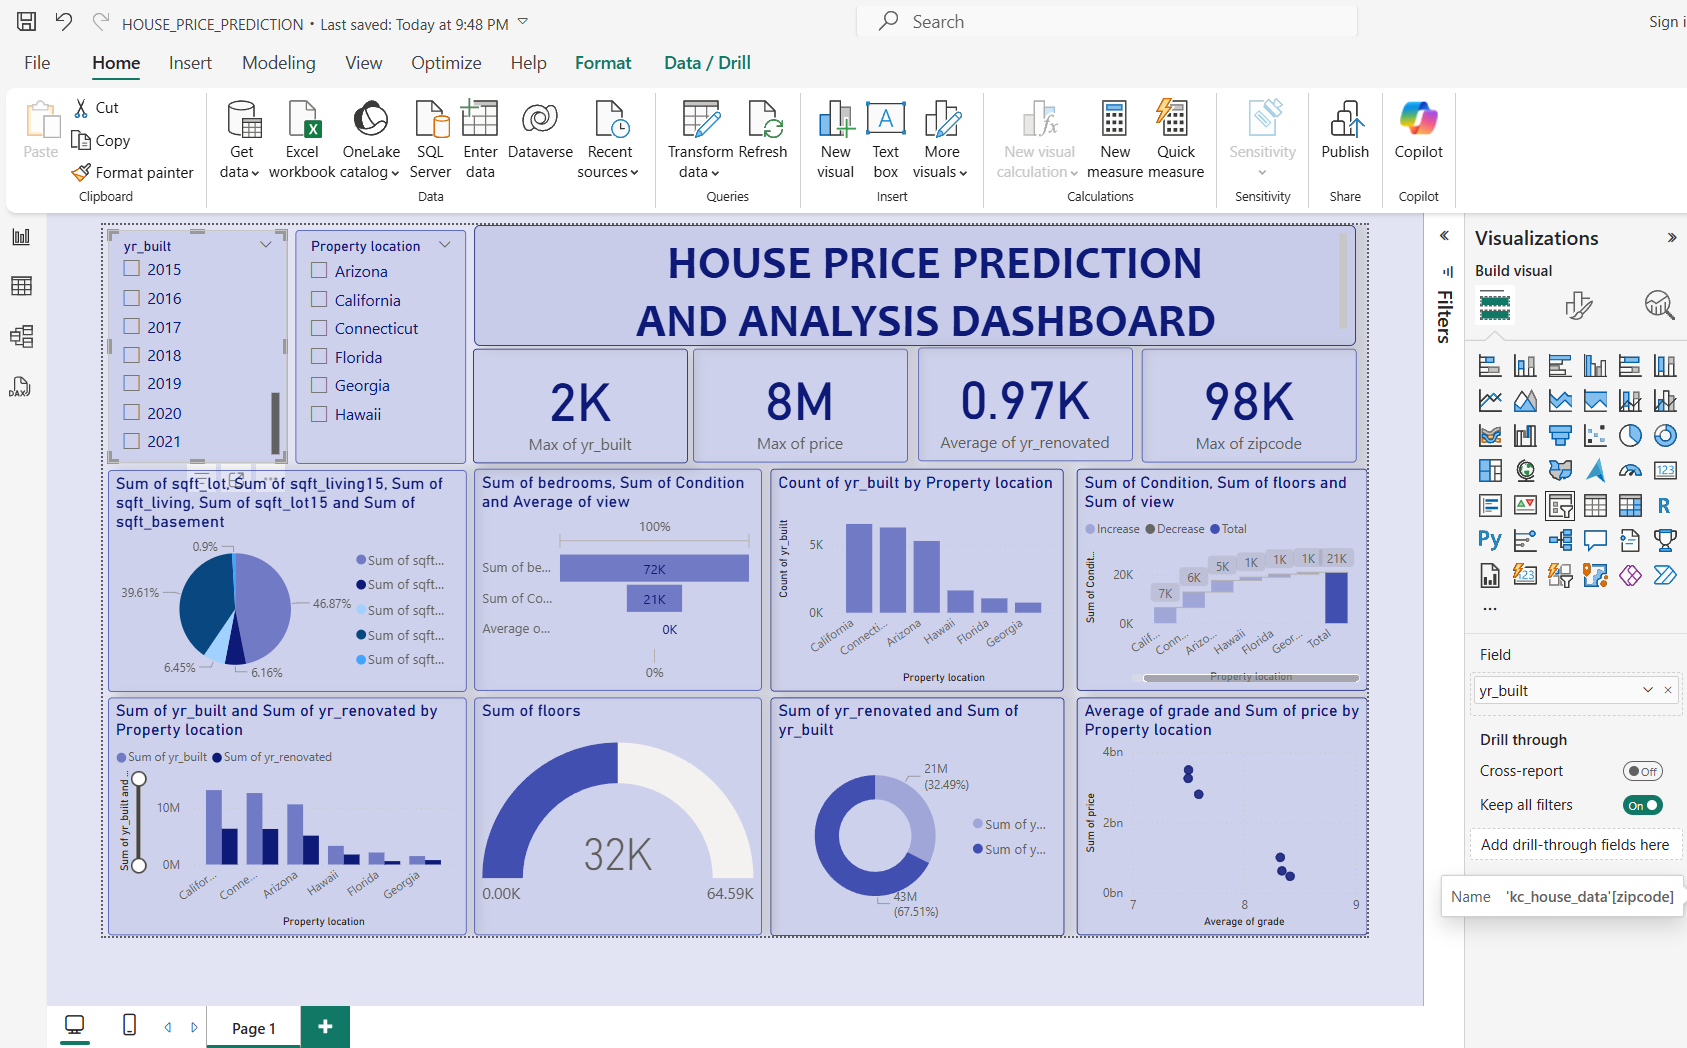 HOUSE_PRICE_PREDICTION • Last saved: Today at 9:48 PM
Search
Sign i
File Home Insert Modeling View Optimize Help Format Data / Drill
Paste
Cut
Copy
Format painter
Clipboard
Get data
Excel workbook
OneLake catalog
SQL Server
Enter data
Dataverse
Recent sources
Data
Transform data
Refresh
Queries
New visual
Text box
More visuals
Insert
New visual calculation
New measure
Quick measure
Calculations
Sensitivity
Sensitivity
Publish
Share
Copilot
Copilot
yr_built
2015
2016
2017
2018
2019
2020
2021
Property location
Arizona
California
Connecticut
Florida
Georgia
Hawaii
HOUSE PRICE PREDICTION
AND ANALYSIS DASHBOARD
2K
Max of yr_built
8M
Max of price
0.97K
Average of yr_renovated
98K
Max of zipcode
Sum of sqft_lot, Sum of sqft_living15, Sum of
sqft_living, Sum of sqft_lot15 and Sum of
sqft_basement
0.9%
39.61%
46.87%
6.45%
6.16%
Sum of sqft...
Sum of sqft...
Sum of sqft...
Sum of sqft...
Sum of sqft...
Sum of bedrooms, Sum of Condition
and Average of view
100%
Sum of be... 72K
Sum of Co... 21K
Average o... 0K
0%
Count of yr_built by Property location
Count of yr_built
5K
0K
California Connecti... Arizona Hawaii Florida Georgia
Property location
Sum of Condition, Sum of floors and
Sum of view
Increase Decrease Total
Sum of Condit...
20K
0K
7K 6K 5K 1K 1K 1K 21K
Calif... Conn... Arizo... Hawaii Florida Geor... Total
Property location
Sum of yr_built and Sum of yr_renovated by
Property location
Sum of yr_built Sum of yr_renovated
Sum of yr_built and...
10M
0M
Califor... Conne... Arizona Hawaii Florida Georgia
Property location
Sum of floors
32K
0.00K 64.59K
Sum of yr_renovated and Sum of
yr_built
21M
(32.49%)
43M
(67.51%)
Sum of y...
Sum of y...
Average of grade and Sum of price by
Property location
Sum of price
4bn
2bn
0bn
7 8 9
Average of grade
Filters
Visualizations
Build visual
123
R
Py
123
...
Field
yr_built
Drill through
Cross-report Off
Keep all filters On
Add drill-through fields here
Name 'kc_house_data'[zipcode]
DAX
Page 1